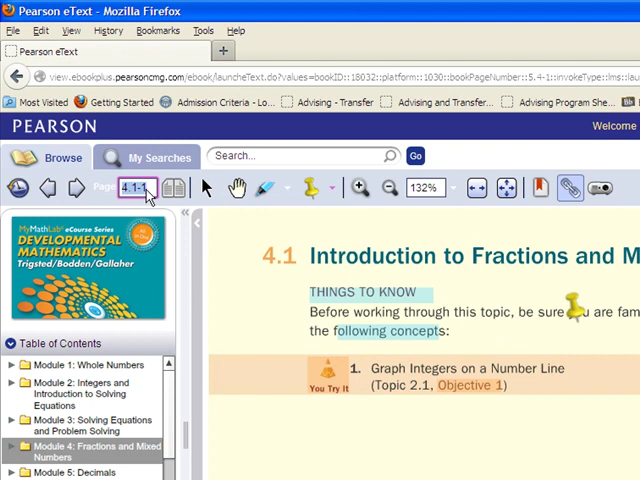 Pearson eText - Mozilla Firefox
File Edit View History Bookmarks Tools Help
Pearson eText +
view.ebookplus.pearsoncmg.com/ebook/launcheText.do?values=bookID::18032::platform::1030::bookPageNumber::5.4-1::invokeType::lms::lau
Most Visited Getting Started Admission Criteria - Lo... Advising - Transfer Advising and Transfer... Advising Program She... Bb
PEARSON Welcome
Browse My Searches Search... Go
Page 4.1-1 132%
MyMathLab® eCourse Series
DEVELOPMENTAL
MATHEMATICS
Trigsted/Bodden/Gallaher
4.1 Introduction to Fractions and M
THINGS TO KNOW
Before working through this topic, be sure you are fam
the following concepts:
You Try It
1. Graph Integers on a Number Line
(Topic 2.1, Objective 1)
Table of Contents
Module 1: Whole Numbers
Module 2: Integers and
Introduction to Solving
Equations
Module 3: Solving Equations
and Problem Solving
Module 4: Fractions and Mixed
Numbers
Module 5: Decimals